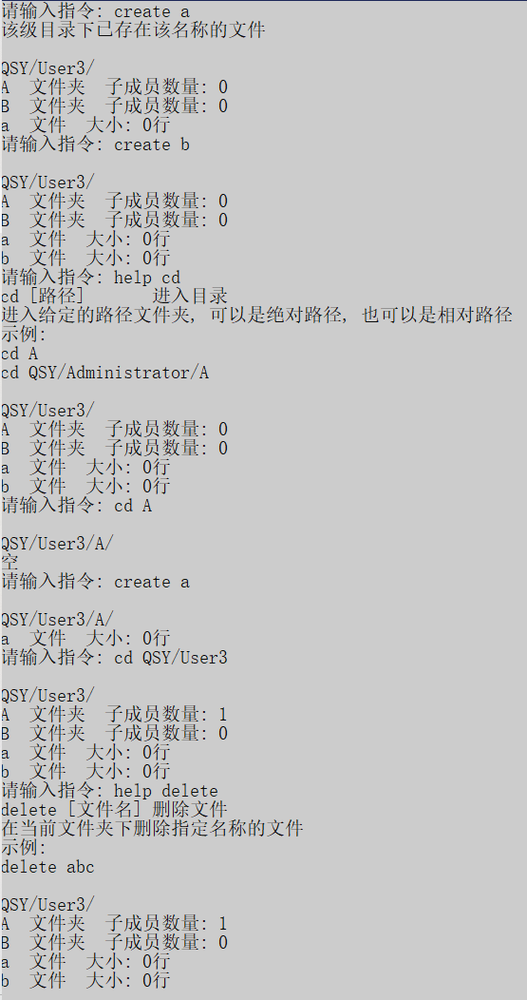 请输入指令: create a
该级目录下已存在该名称的文件

QSY/User3/
A  文件夹  子成员数量: 0
B  文件夹  子成员数量: 0
a  文件  大小: 0行
请输入指令: create b

QSY/User3/
A  文件夹  子成员数量: 0
B  文件夹  子成员数量: 0
a  文件  大小: 0行
b  文件  大小: 0行
请输入指令: help cd
cd [路径]       进入目录
进入给定的路径文件夹, 可以是绝对路径, 也可以是相对路径
示例:
cd A
cd QSY/Administrator/A

QSY/User3/
A  文件夹  子成员数量: 0
B  文件夹  子成员数量: 0
a  文件  大小: 0行
b  文件  大小: 0行
请输入指令: cd A

QSY/User3/A/
空
请输入指令: create a

QSY/User3/A/
a  文件  大小: 0行
请输入指令: cd QSY/User3

QSY/User3/
A  文件夹  子成员数量: 1
B  文件夹  子成员数量: 0
a  文件  大小: 0行
b  文件  大小: 0行
请输入指令: help delete
delete [文件名] 删除文件
在当前文件夹下删除指定名称的文件
示例:
delete abc

QSY/User3/
A  文件夹  子成员数量: 1
B  文件夹  子成员数量: 0
a  文件  大小: 0行
b  文件  大小: 0行